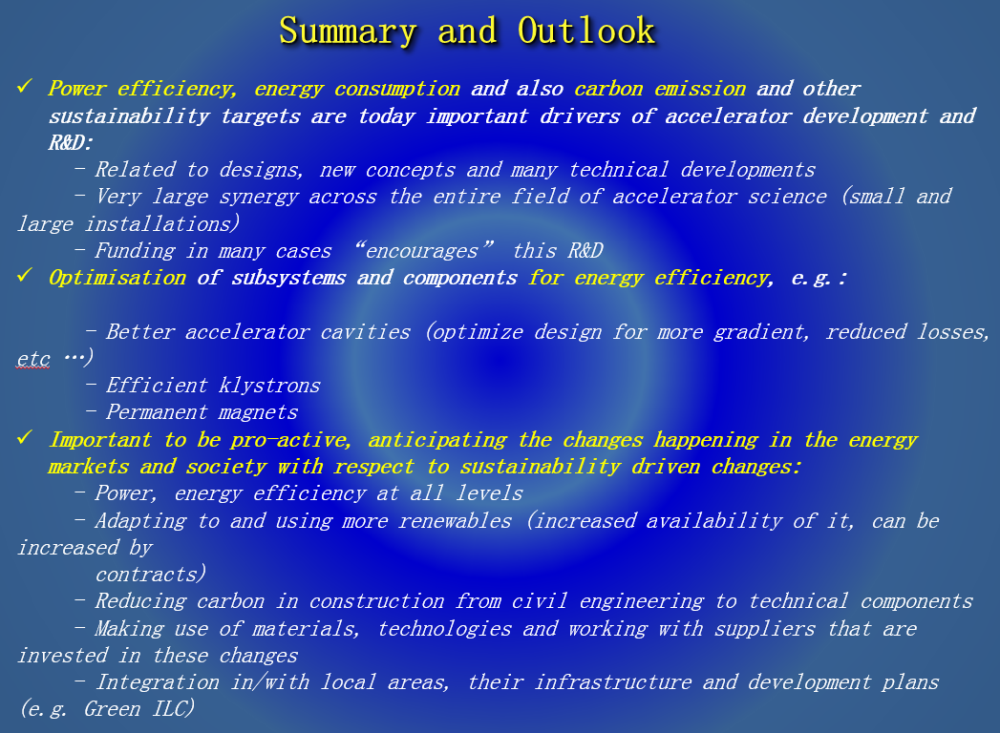 Summary and Outlook
✓ Power efficiency, energy consumption and also carbon emission and other
sustainability targets are today important drivers of accelerator development and
R&D:
- Related to designs, new concepts and many technical developments
- Very large synergy across the entire field of accelerator science (small and
large installations)
- Funding in many cases “encourages” this R&D
✓ Optimisation of subsystems and components for energy efficiency, e.g.:
- Better accelerator cavities (optimize design for more gradient, reduced losses,
etc …)
- Efficient klystrons
- Permanent magnets
✓ Important to be pro-active, anticipating the changes happening in the energy
markets and society with respect to sustainability driven changes:
- Power, energy efficiency at all levels
- Adapting to and using more renewables (increased availability of it, can be
increased by
contracts)
- Reducing carbon in construction from civil engineering to technical components
- Making use of materials, technologies and working with suppliers that are
invested in these changes
- Integration in/with local areas, their infrastructure and development plans
(e.g. Green ILC)